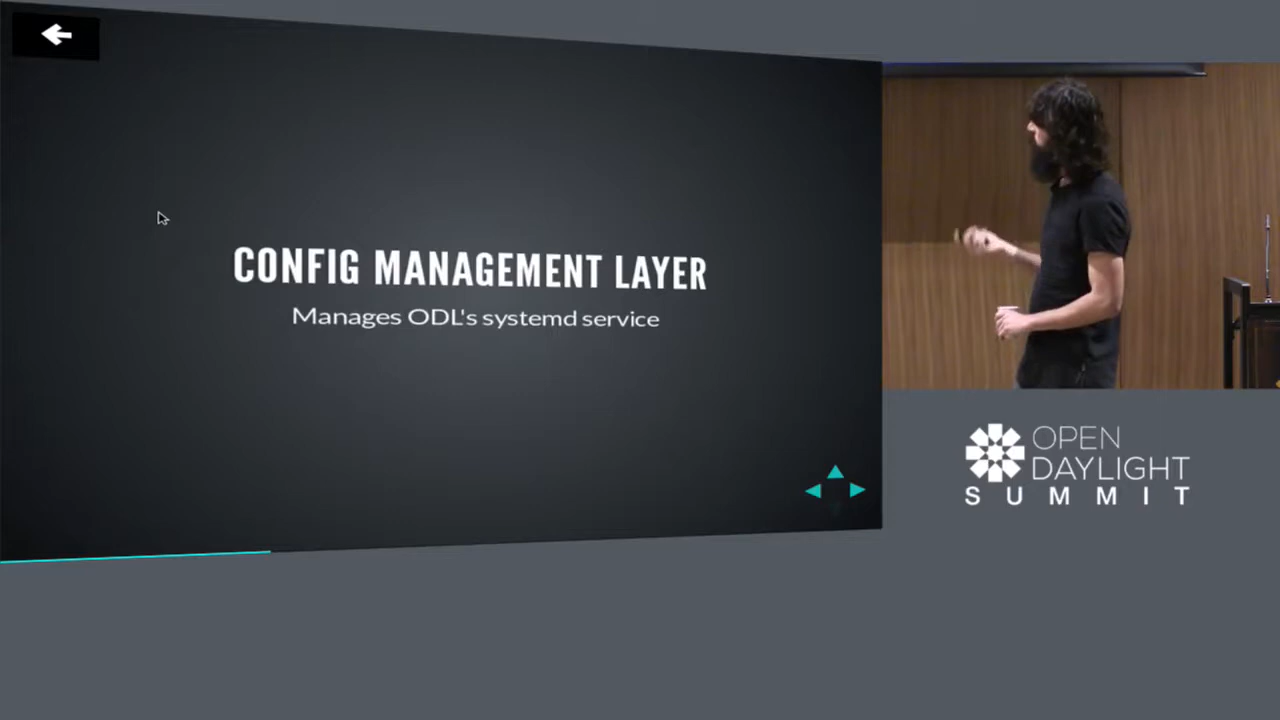 CONFIG MANAGEMENT LAYER
Manages ODL's systemd service
OPEN
DAYLIGHT
SUMMIT